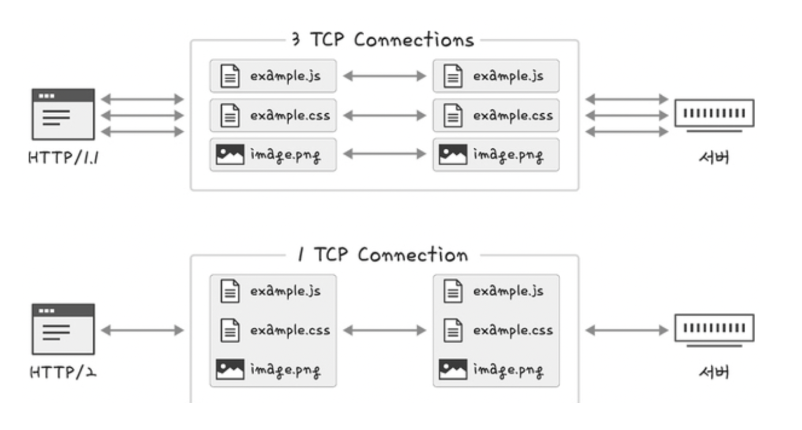 3 TCP Connections
example.js example.js
example.css example.css
image.png image.png
HTTP/1.1 서버
1 TCP Connection
example.js example.js
example.css example.css
image.png image.png
HTTP/2 서버